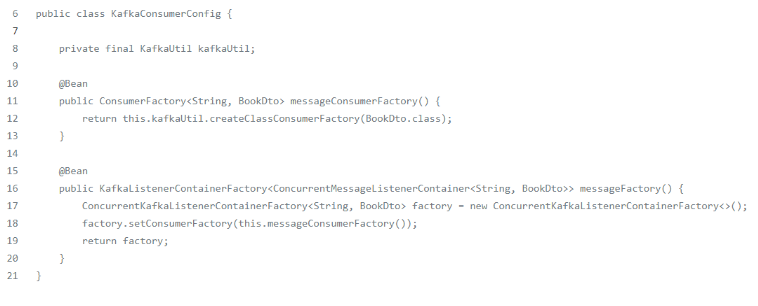 6 public class KafkaConsumerConfig {
7
8 private final KafkaUtil kafkaUtil;
9
10 @Bean
11 public ConsumerFactory<String, BookDto> messageConsumerFactory() {
12 return this.kafkaUtil.createClassConsumerFactory(BookDto.class);
13 }
14
15 @Bean
16 public KafkaListenerContainerFactory<ConcurrentMessageListenerContainer<String, BookDto>> messageFactory() {
17 ConcurrentKafkaListenerContainerFactory<String, BookDto> factory = new ConcurrentKafkaListenerContainerFactory<>();
18 factory.setConsumerFactory(this.messageConsumerFactory());
19 return factory;
20 }
21 }